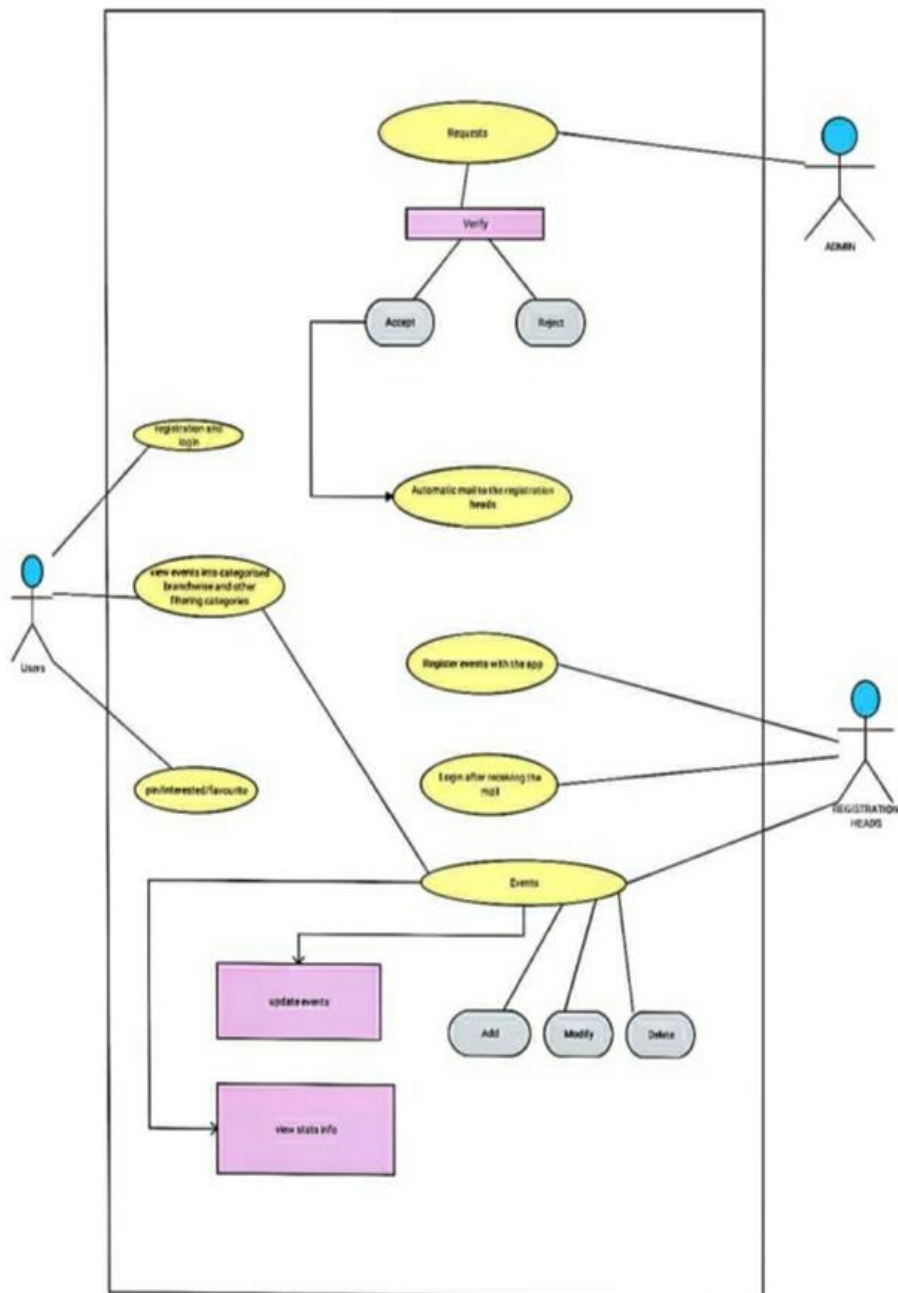 Requests
Verify
ADMIN
Accept
Reject
registration and
login
Automatic mail to the registration
heads
view events into categorised
branchwise and other
filtering categories
Users
Register events with the app
Login after receiving the
mail
pin/interested/favourite
REGISTRATION
HEADS
Events
update events
Add
Modify
Delete
view stats info